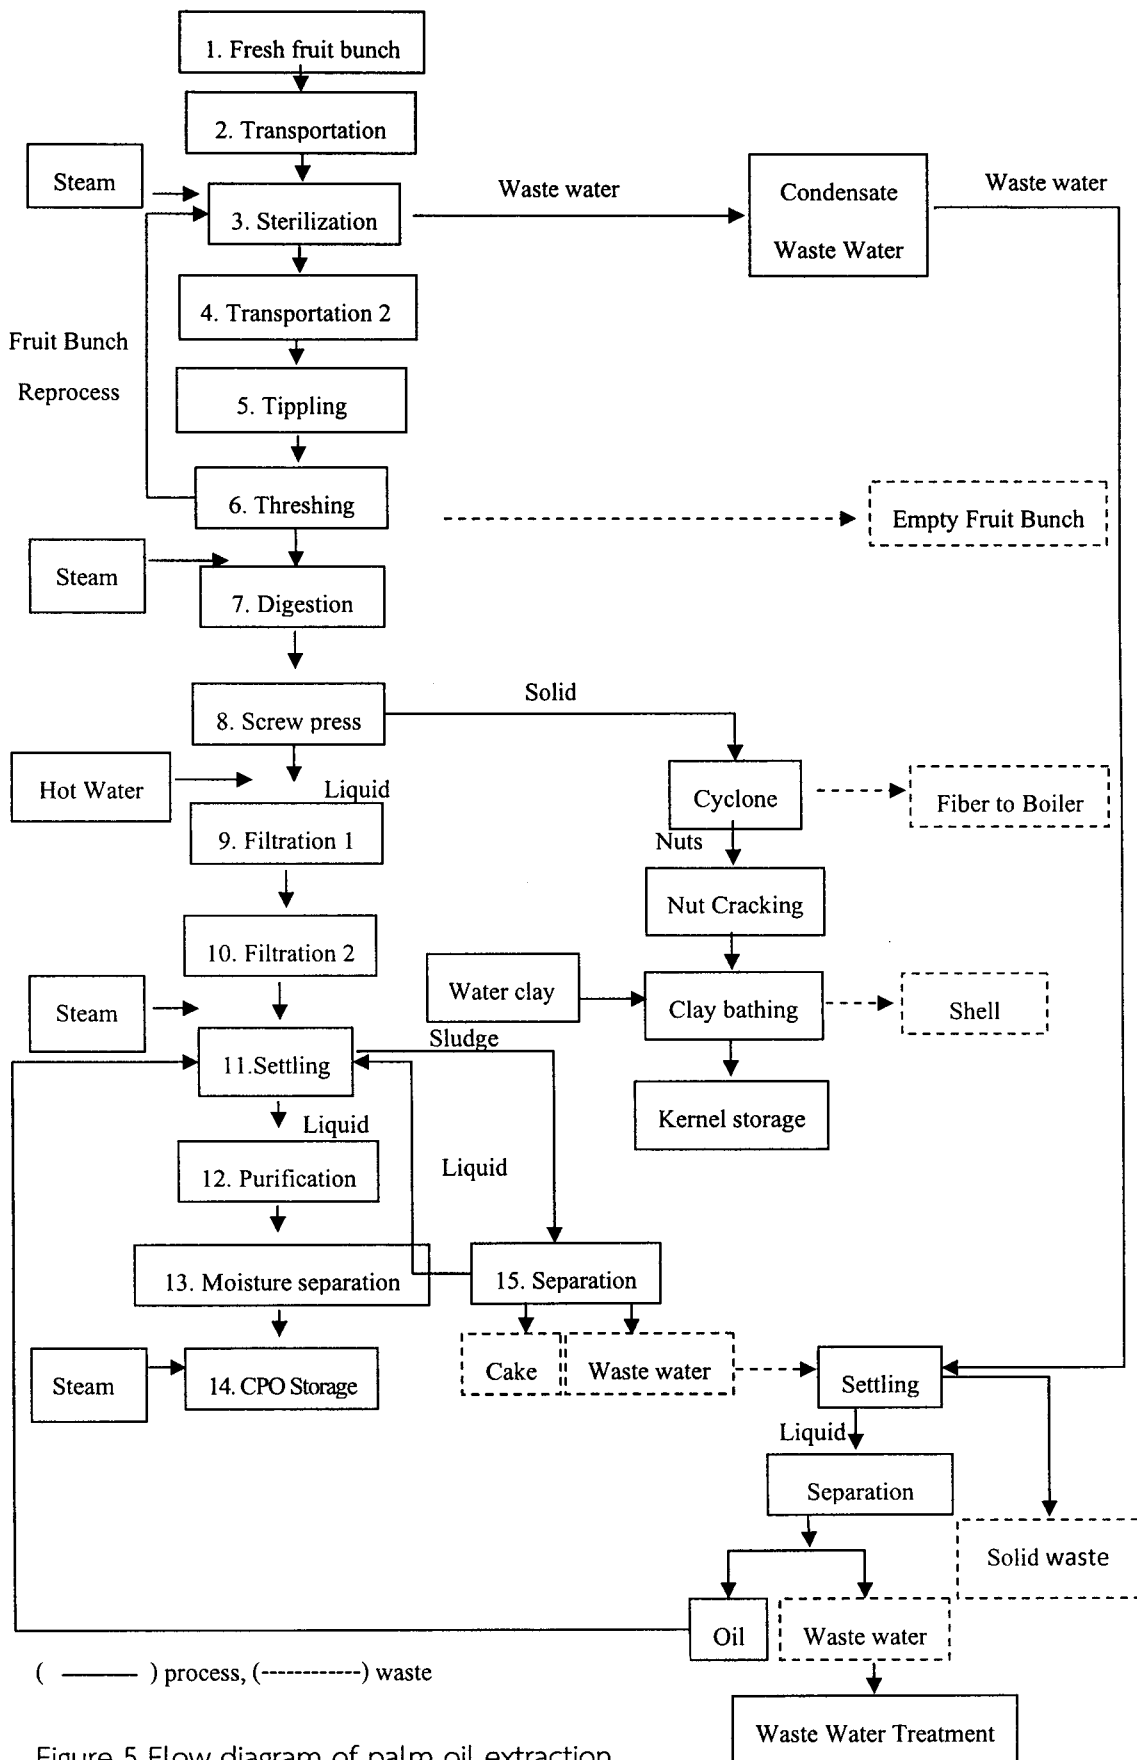 1. Fresh fruit bunch
2. Transportation
Steam
3. Sterilization
Waste water
Condensate
Waste Water
Waste water
4. Transportation 2
Fruit Bunch
Reprocess
5. Tippling
6. Threshing
Empty Fruit Bunch
Steam
7. Digestion
8. Screw press
Solid
Hot Water
Liquid
Cyclone
Fiber to Boiler
9. Filtration 1
Nuts
Nut Cracking
10. Filtration 2
Water clay
Clay bathing
Shell
Steam
11.Settling
Sludge
Kernel storage
Liquid
12. Purification
Liquid
13. Moisture separation
15. Separation
Steam
14. CPO Storage
Cake
Waste water
Settling
Liquid
Separation
Solid waste
Oil
Waste water
( ———— ) process, (------------) waste
Waste Water Treatment
Figure 5 Flow diagram of palm oil extraction